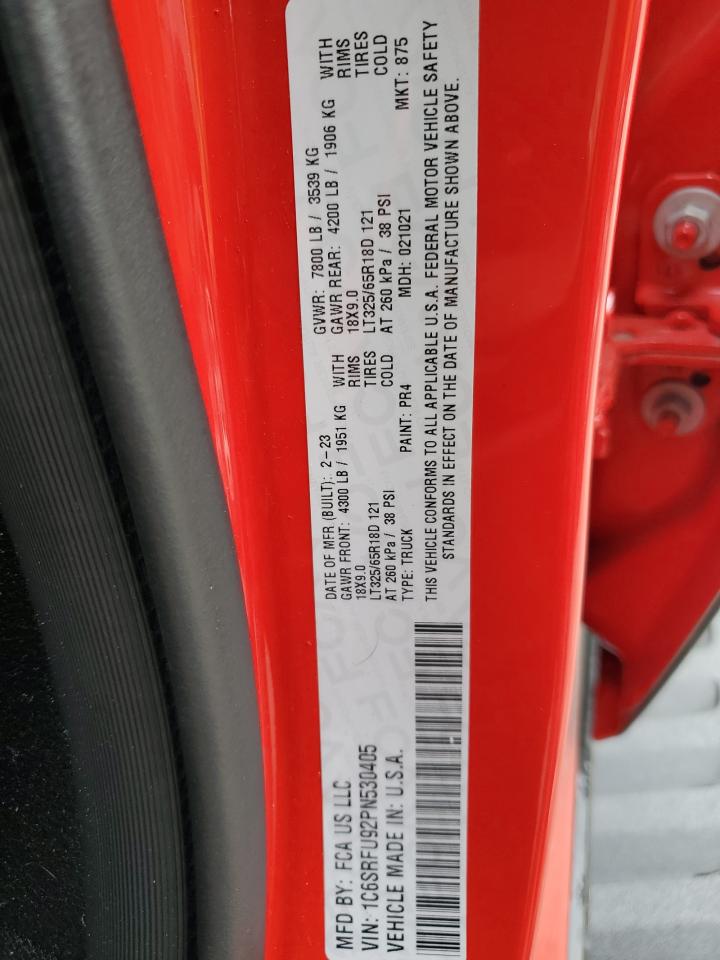 MFD BY: FCA US LLC
VIN: 1C6SRFU92PN530405
VEHICLE MADE IN: U.S.A.
DATE OF MFR (BUILT): 2-23 GVWR: 7800 LB / 3539 KG
GAWR FRONT: 4300 LB / 1951 KG WITH GAWR REAR: 4200 LB / 1906 KG WITH
18X9.0 RIMS 18X9.0 RIMS
LT325/65R18D 121 TIRES LT325/65R18D 121 TIRES
AT 260 kPa / 38 PSI COLD AT 260 kPa / 38 PSI COLD
TYPE: TRUCK PAINT: PR4 MDH: 021021 MKT: 875
THIS VEHICLE CONFORMS TO ALL APPLICABLE U.S.A. FEDERAL MOTOR VEHICLE SAFETY
STANDARDS IN EFFECT ON THE DATE OF MANUFACTURE SHOWN ABOVE.